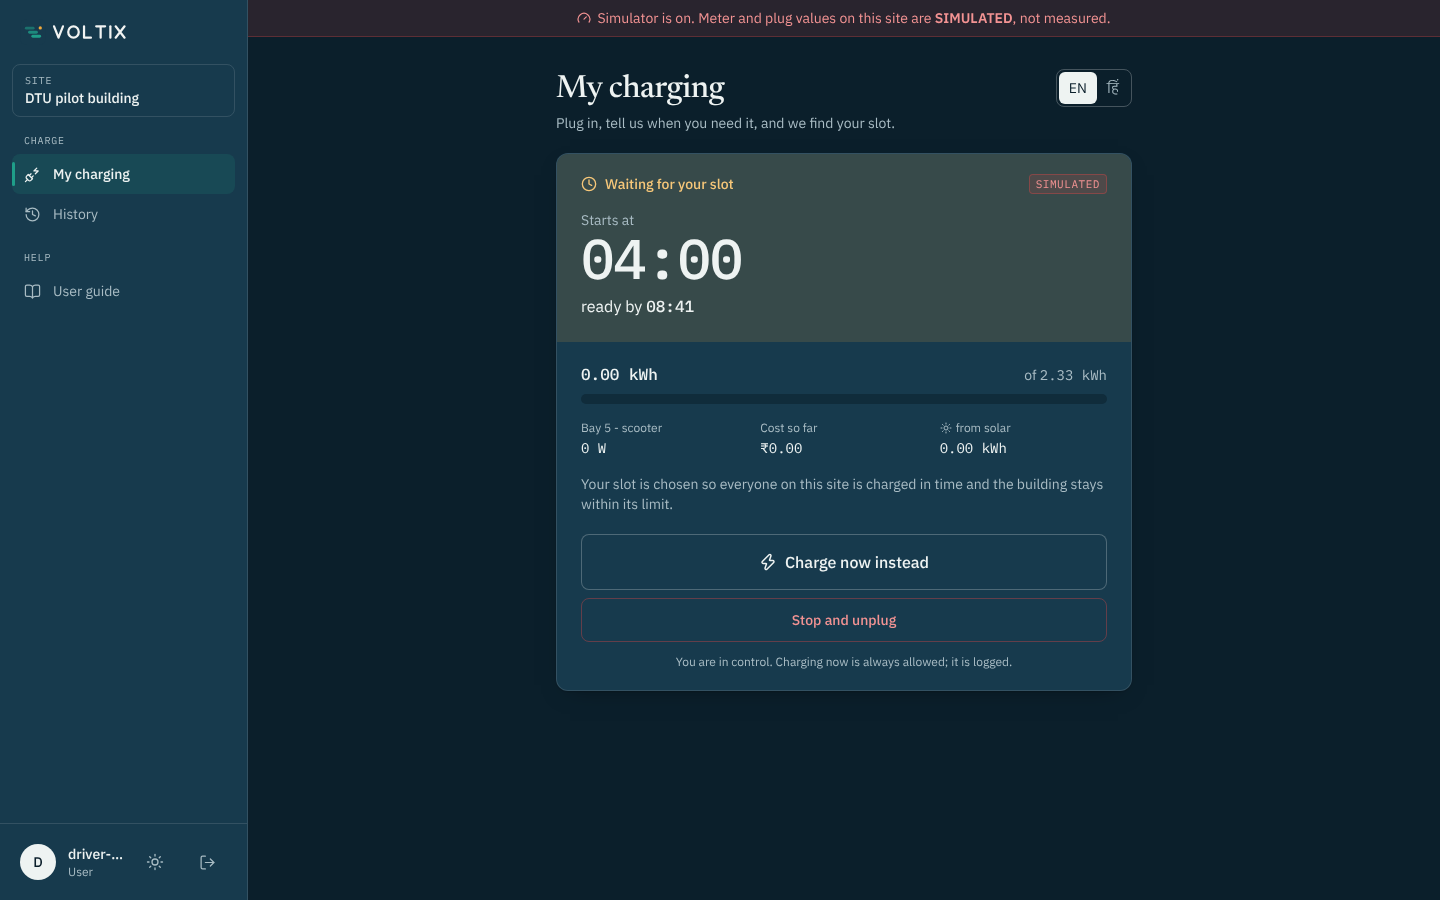 VOLTIX
SITE
DTU pilot building
CHARGE
My charging
History
HELP
User guide
driver-...
D
User
Simulator is on. Meter and plug values on this site are SIMULATED, not measured.
My charging
EN
हिं
Plug in, tell us when you need it, and we find your slot.
Waiting for your slot
SIMULATED
Starts at
04:00
ready by 08:41
0.00 kWh
of 2.33 kWh
Bay 5 - scooter
0 W
Cost so far
₹0.00
from solar
0.00 kWh
Your slot is chosen so everyone on this site is charged in time and the building stays
within its limit.
Charge now instead
Stop and unplug
You are in control. Charging now is always allowed; it is logged.